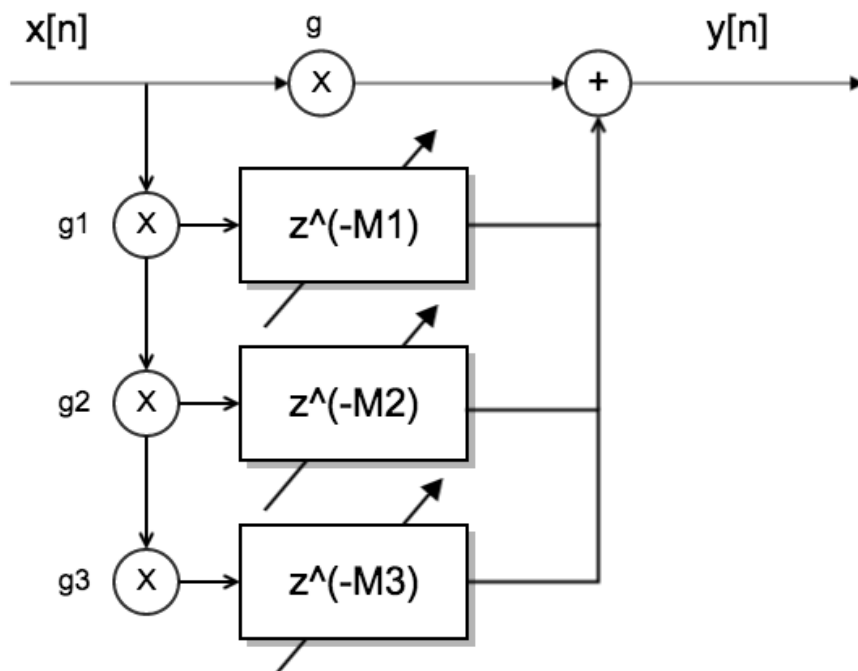 x[n]
g
y[n]
X
+
g1
X
z^(-M1)
g2
X
z^(-M2)
g3
X
z^(-M3)